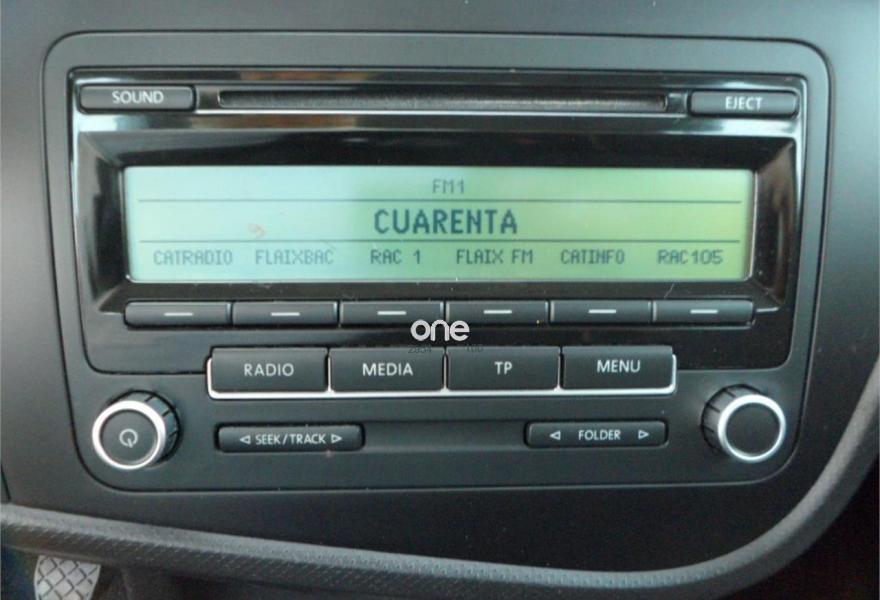 SOUND EJECT
FM1
CUARENTA
CATRADIO FLAIXBAC RAC 1 FLAIX FM CATINFO RAC105
one
RADIO MEDIA TP MENU
SEEK/TRACK FOLDER